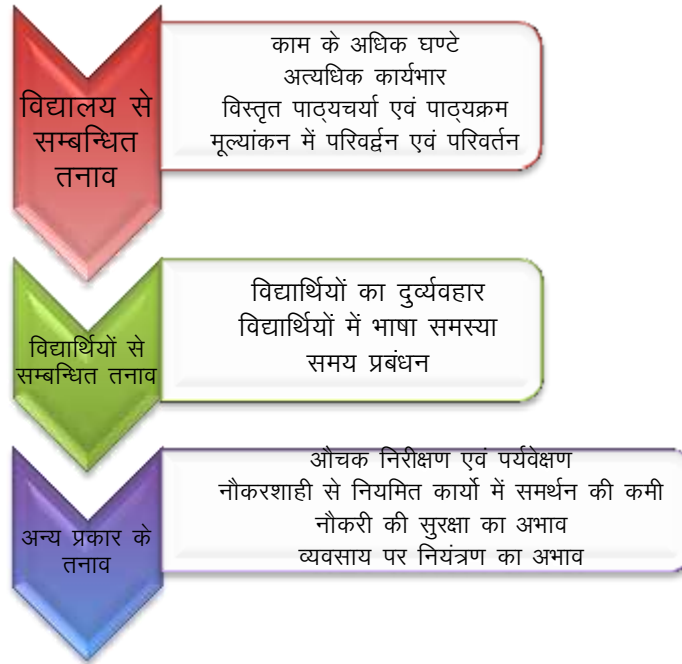 विद्यालय से
सम्बन्धित
तनाव
काम के अधिक घण्टे
अत्यधिक कार्यभार
विस्तृत पाठ्यचर्या एवं पाठ्यक्रम
मूल्यांकन में परिवर्द्वन एवं परिवर्तन
विद्यार्थियों से
सम्बन्धित तनाव
विद्यार्थियों का दुर्व्यवहार
विद्यार्थियों में भाषा समस्या
समय प्रबंधन
अन्य प्रकार के
तनाव
औचक निरीक्षण एवं पर्यवेक्षण
नौकरशाही से नियमित कार्यो में समर्थन की कमी
नौकरी की सुरक्षा का अभाव
व्यवसाय पर नियंत्रण का अभाव